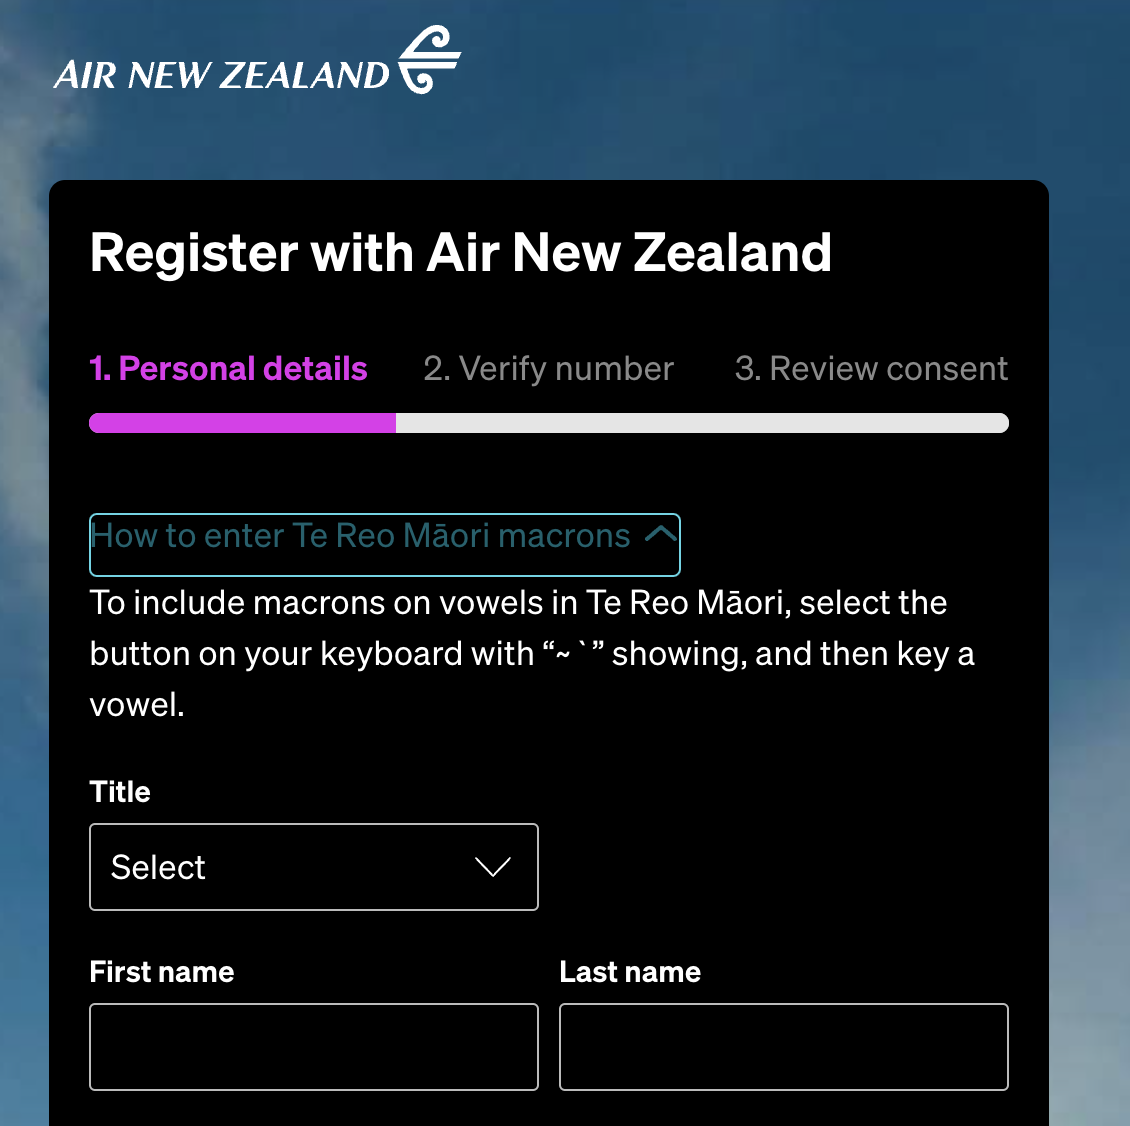 AIR NEW ZEALAND
Register with Air New Zealand
1. Personal details 2. Verify number 3. Review consent
How to enter Te Reo Māori macrons
To include macrons on vowels in Te Reo Māori, select the
button on your keyboard with “~ `” showing, and then key a
vowel.
Title
Select
First name Last name